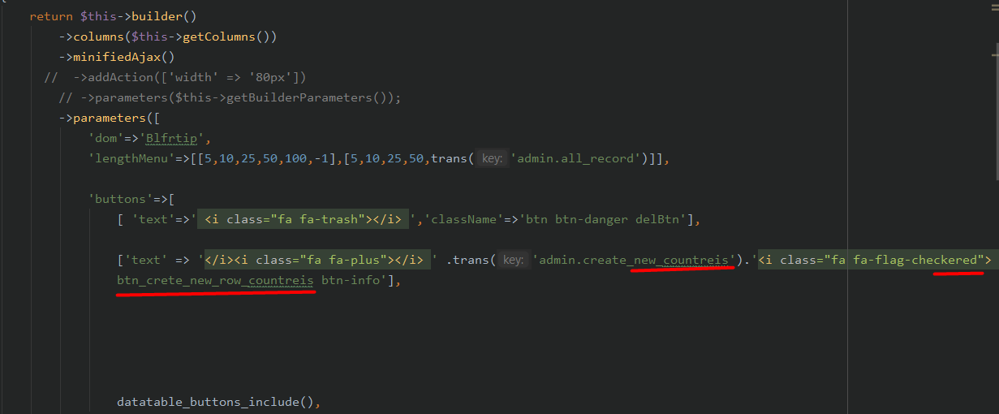 {
return $this->builder()
->columns($this->getColumns())
->minifiedAjax()
// ->addAction(['width' => '80px'])
// ->parameters($this->getBuilderParameters());
->parameters([
'dom'=>'Blfrtip',
'lengthMenu'=>[[5,10,25,50,100,-1],[5,10,25,50,trans( key: 'admin.all_record')]],
'buttons'=>[
[ 'text'=>' <i class="fa fa-trash"></i> ','className'=>'btn btn-danger delBtn'],
['text' => '</i><i class="fa fa-plus"></i> ' .trans( key: 'admin.create_new_countreis').'<i class="fa fa-flag-checkered">
btn_crete_new_row_countreis btn-info'],
datatable_buttons_include(),